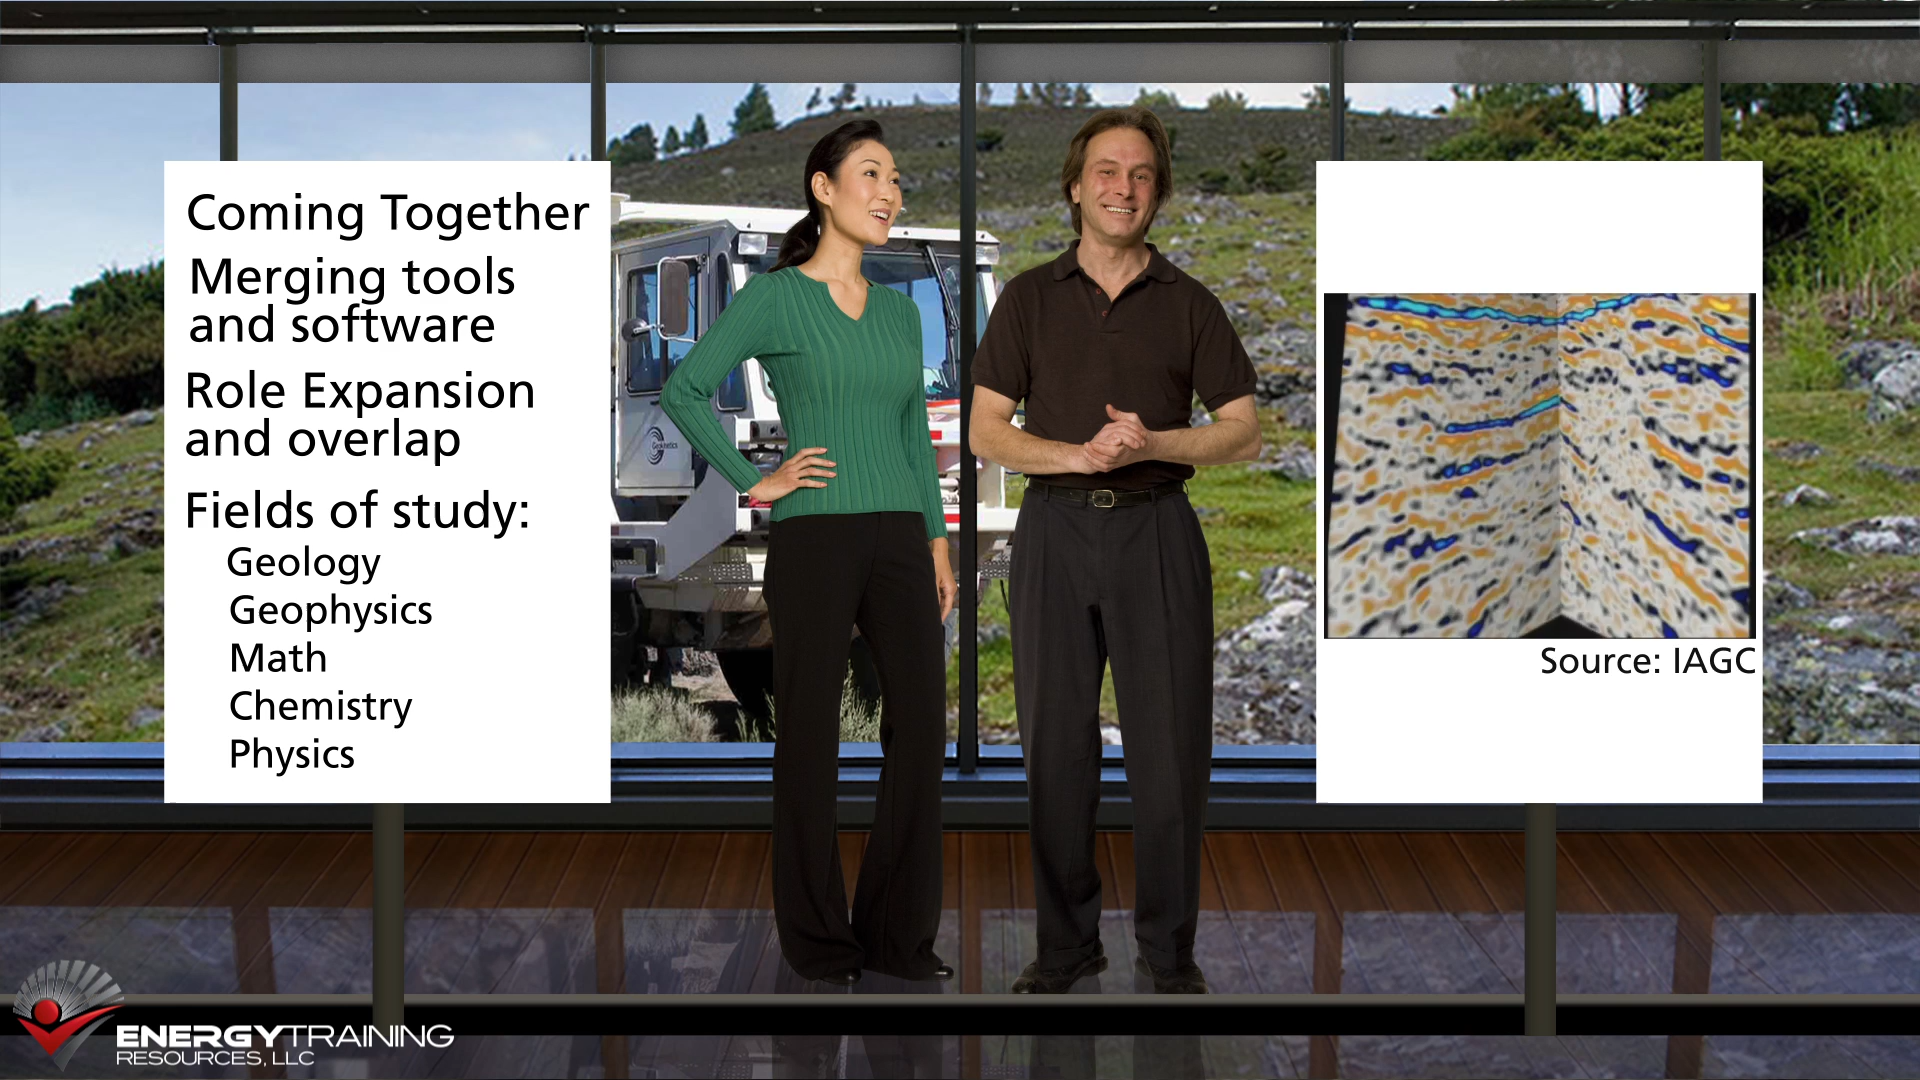 Coming Together
Merging tools
and software
Role Expansion
and overlap
Fields of study:
Geology
Geophysics
Math
Chemistry
Physics
Geokinetics
Source: IAGC
ENERGYTRAINING
RESOURCES, LLC